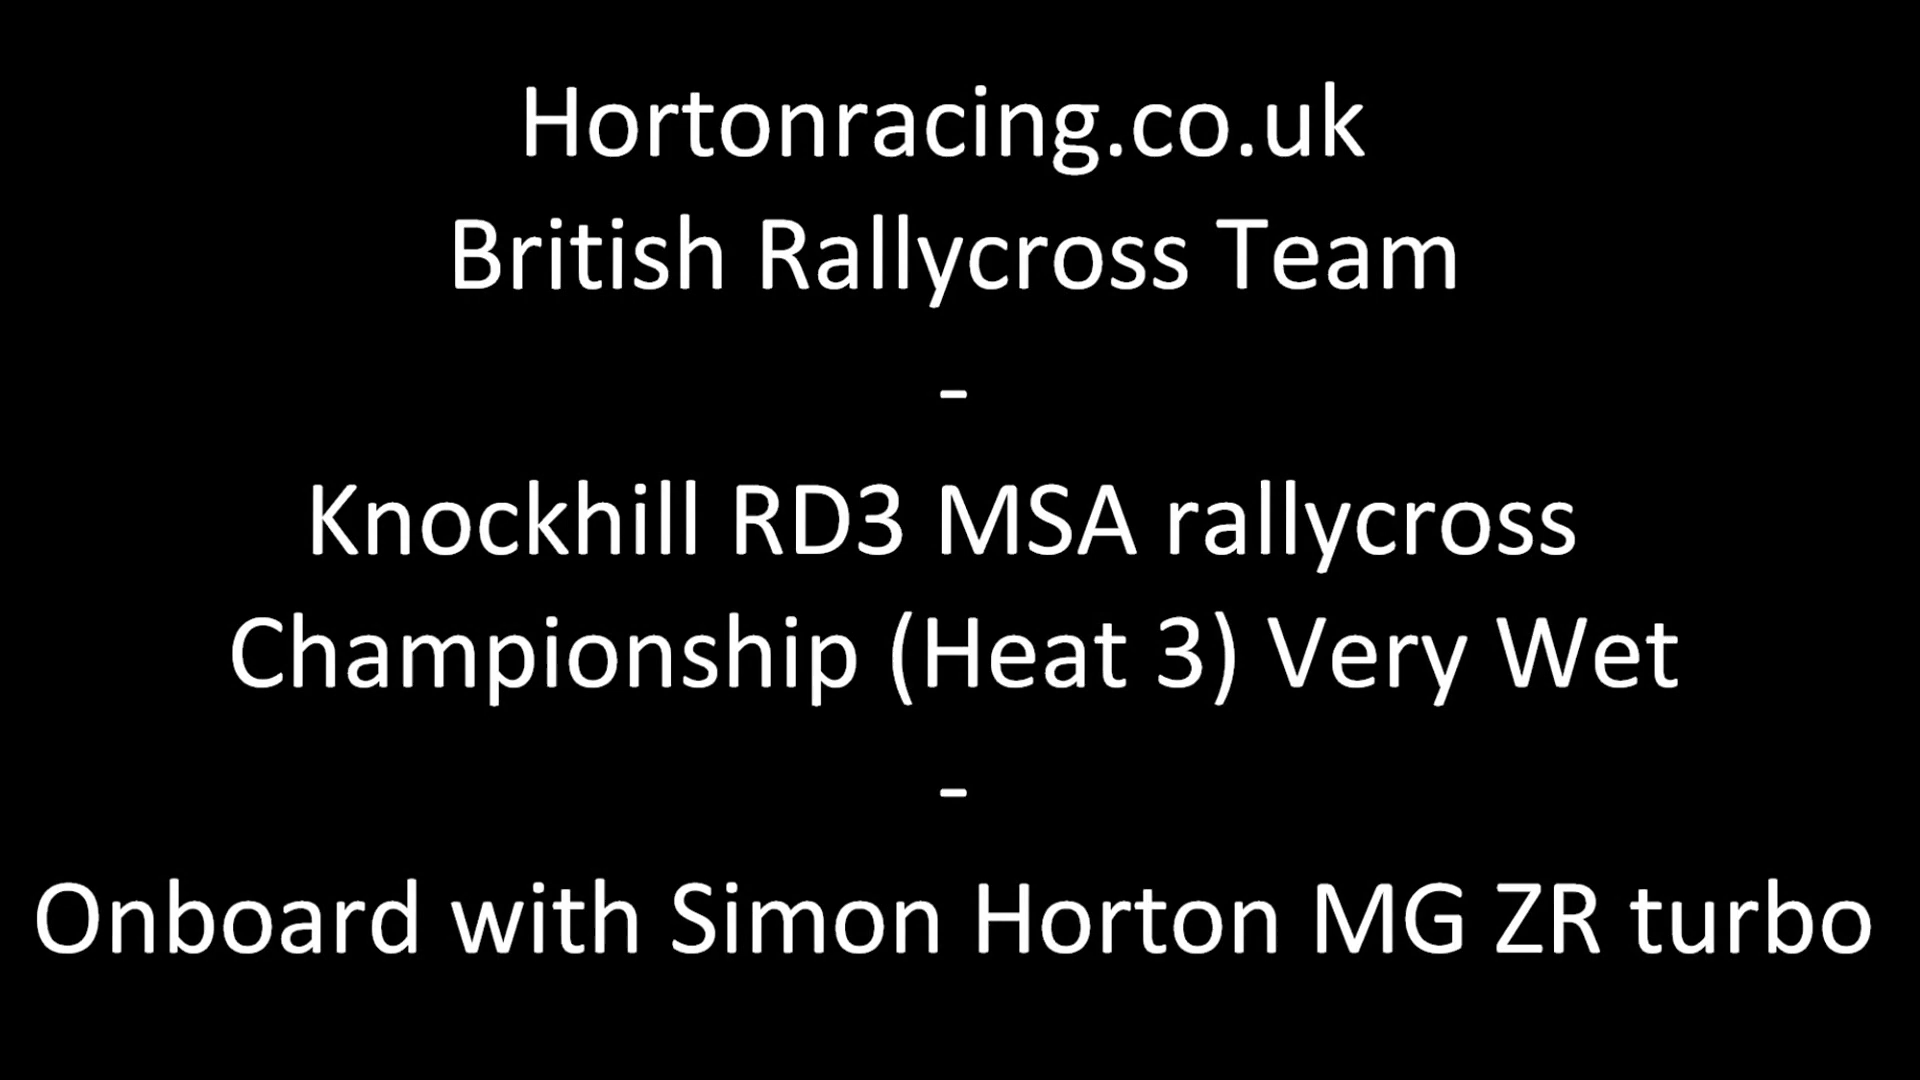 Hortonracing.co.uk
British Rallycross Team
-
Knockhill RD3 MSA rallycross
Championship (Heat 3) Very Wet
-
Onboard with Simon Horton MG ZR turbo